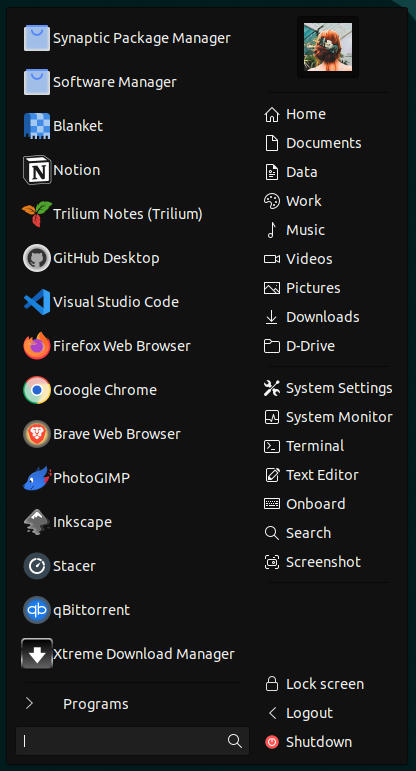 Synaptic Package Manager
Software Manager
Blanket
Notion
Trilium Notes (Trilium)
GitHub Desktop
Visual Studio Code
Firefox Web Browser
Google Chrome
Brave Web Browser
PhotoGIMP
Inkscape
Stacer
qBittorrent
Xtreme Download Manager
Programs
Home
Documents
Data
Work
Music
Videos
Pictures
Downloads
D-Drive
System Settings
System Monitor
Terminal
Text Editor
Onboard
Search
Screenshot
Lock screen
Logout
Shutdown